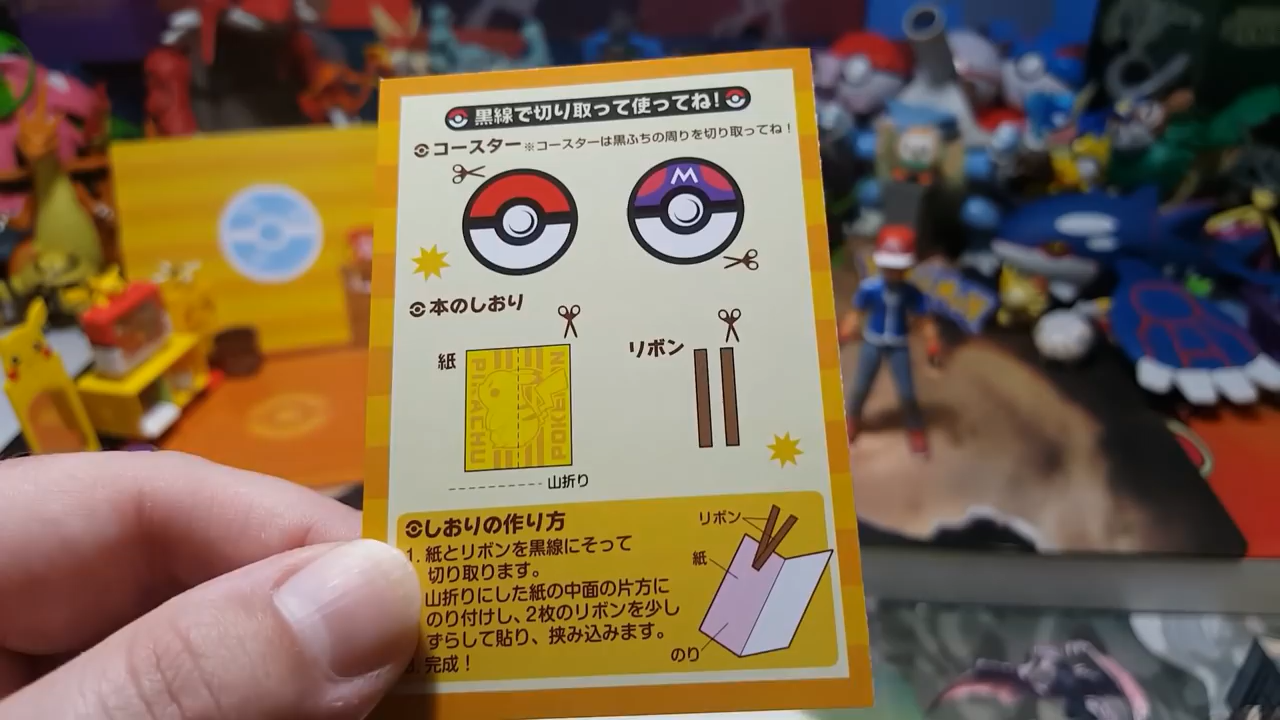 黒線で切り取って使ってね!
コースター ※コースターは黒ふちの周りを切り取ってね!
M
本のしおり
紙
PIKACHU
リボン
山折り
しおりの作り方
1. 紙とリボンを黒線にそって
切り取ります。
山折りにした紙の中面の片方に
のり付けし、2枚のリボンを少し
ずらして貼り、挟み込みます。
完成!
リボン
紙
のり